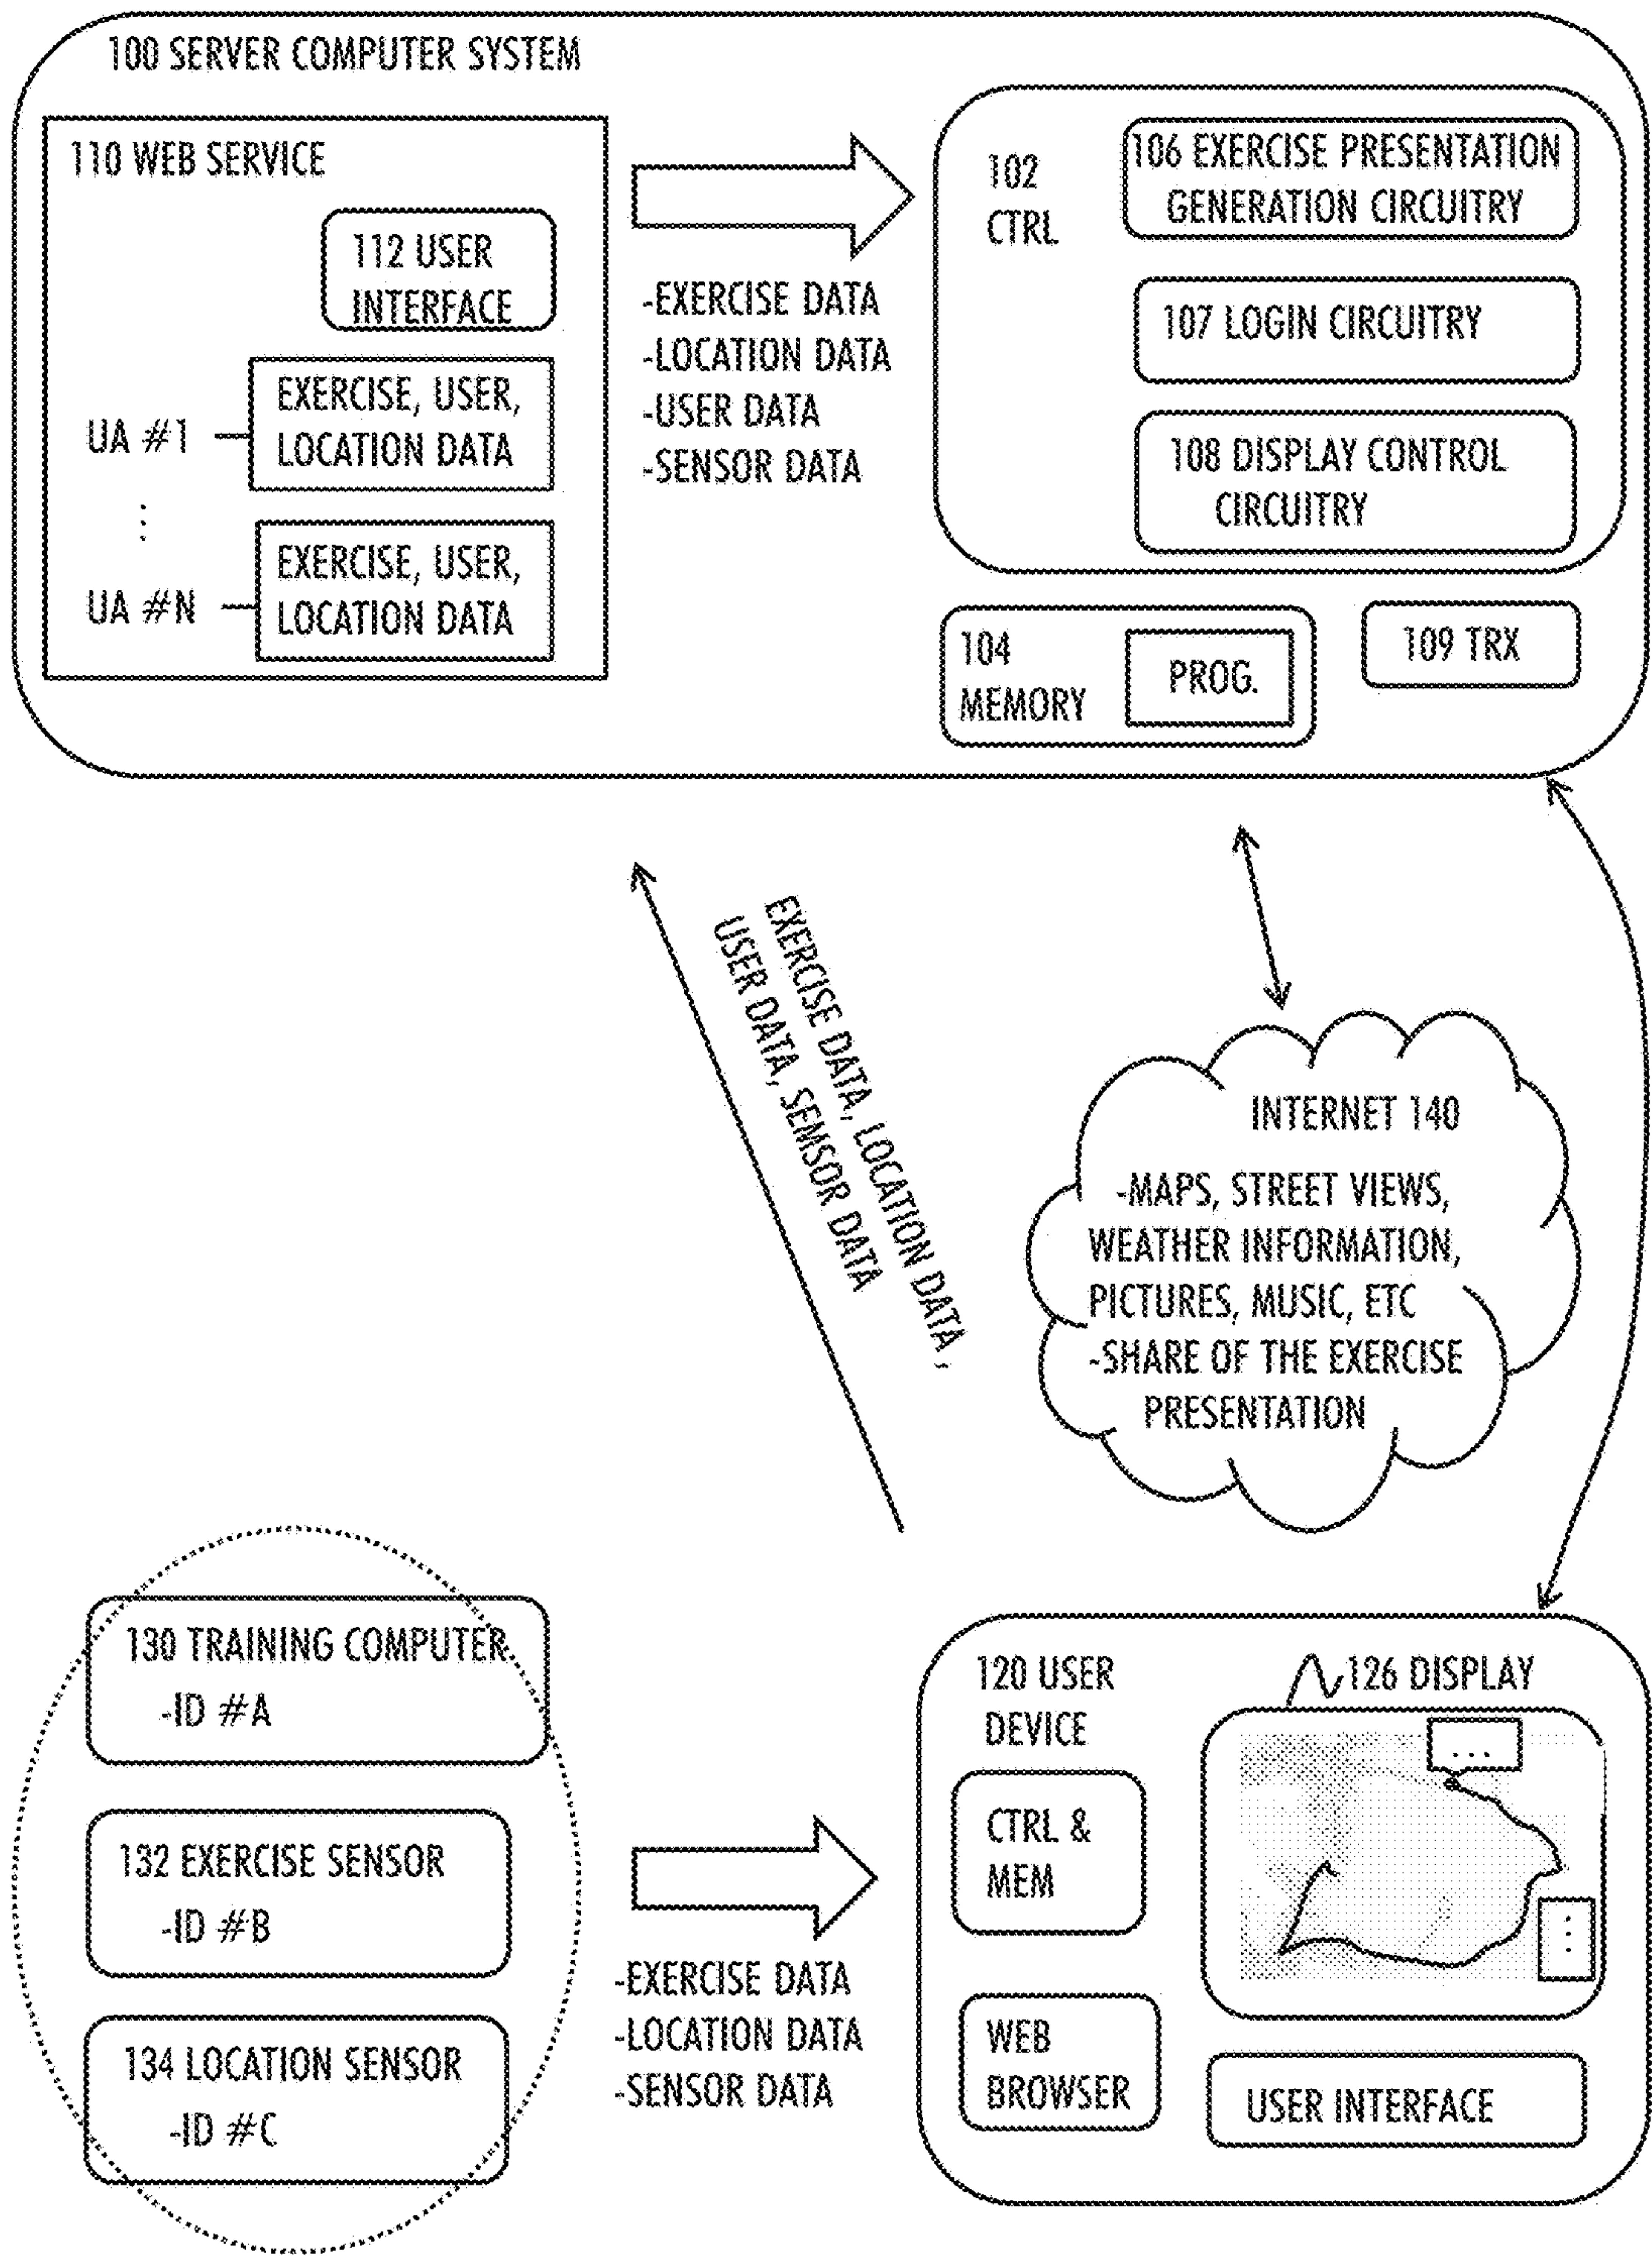 100 SERVER COMPUTER SYSTEM
110 WEB SERVICE
112 USER
INTERFACE
UA #1
EXERCISE, USER,
LOCATION DATA
⋮
UA #N
EXERCISE, USER,
LOCATION DATA
-EXERCISE DATA
-LOCATION DATA
-USER DATA
-SENSOR DATA
102
CTRL
106 EXERCISE PRESENTATION
GENERATION CIRCUITRY
107 LOGIN CIRCUITRY
108 DISPLAY CONTROL
CIRCUITRY
104
MEMORY
PROG.
109 TRX
EXERCISE DATA, LOCATION DATA,
USER DATA, SEMSOR DATA
INTERNET 140
-MAPS, STREET VIEWS,
WEATHER INFORMATION,
PICTURES, MUSIC, ETC
-SHARE OF THE EXERCISE
PRESENTATION
130 TRAINING COMPUTER
-ID #A
132 EXERCISE SENSOR
-ID #B
134 LOCATION SENSOR
-ID #C
-EXERCISE DATA
-LOCATION DATA
-SENSOR DATA
120 USER
DEVICE
126 DISPLAY
...
⋮
CTRL &
MEM
WEB
BROWSER
USER INTERFACE